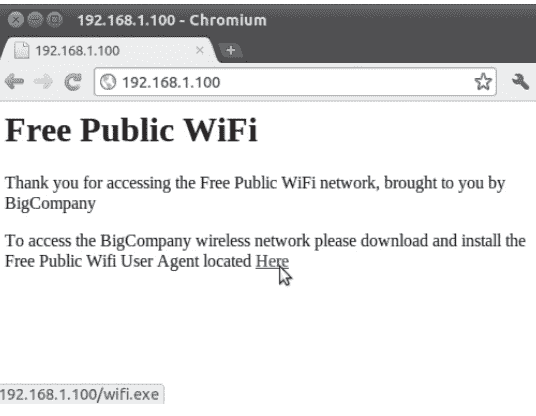 192.168.1.100 - Chromium
192.168.1.100
192.168.1.100
Free Public WiFi
Thank you for accessing the Free Public WiFi network, brought to you by
BigCompany
To access the BigCompany wireless network please download and install the
Free Public Wifi User Agent located Here
192.168.1.100/wifi.exe